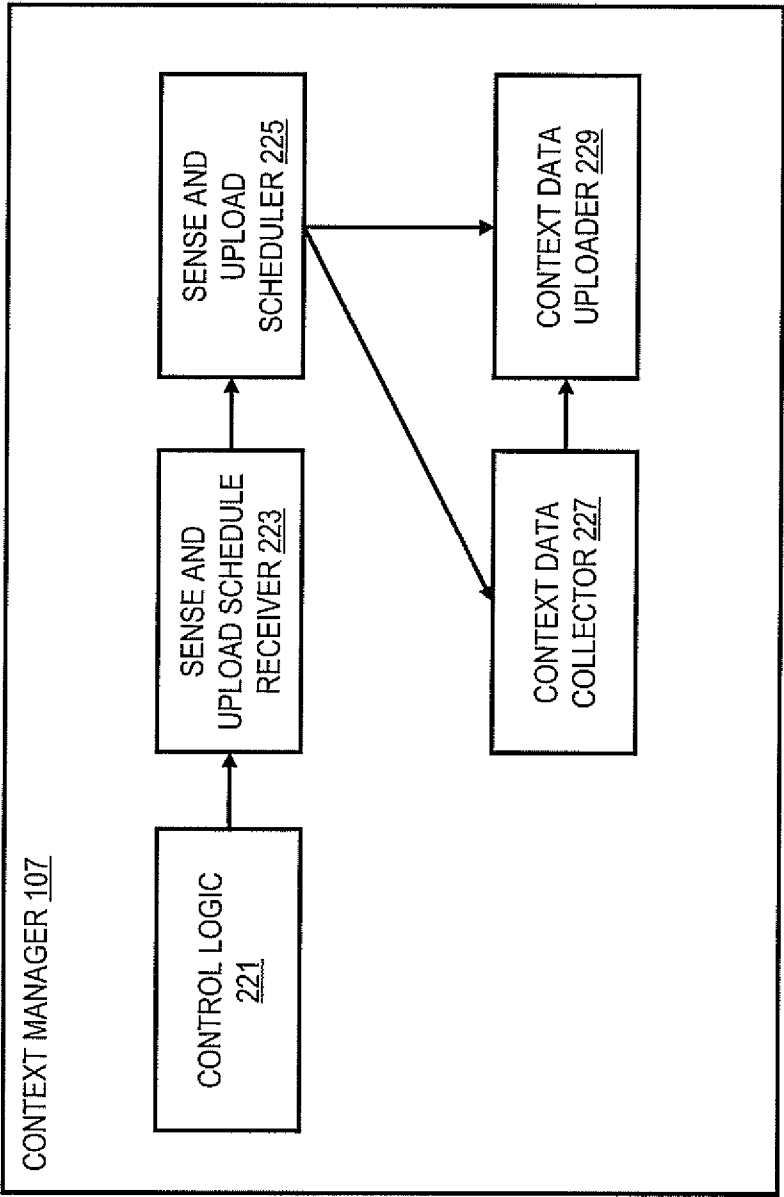 CONTEXT MANAGER 107
CONTROL LOGIC
221
SENSE AND
UPLOAD SCHEDULE
RECEIVER 223
SENSE AND
UPLOAD
SCHEDULER 225
CONTEXT DATA
COLLECTOR 227
CONTEXT DATA
UPLOADER 229